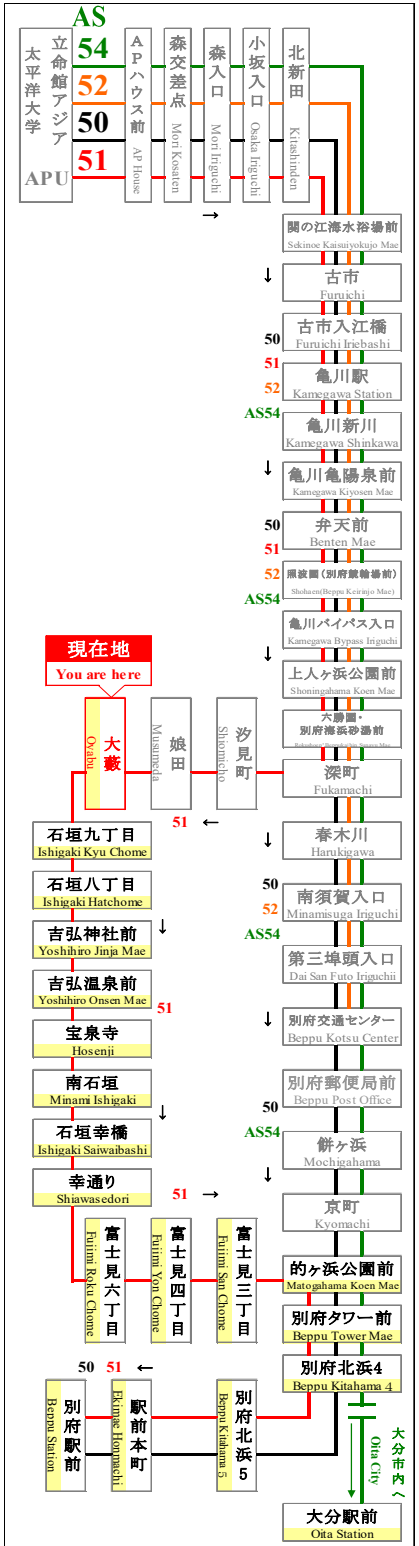 AS
54
52
50
51
立命館アジア
太平洋大学
APU
APハウス前
AP House
森交差点
Mori Kosaten
森入口
Mori Iriguchi
小坂入口
Osaka Iriguchi
北新田
Kitashinden
→
関の江海水浴場前
Sekinoe Kaisuiyokujo Mae
↓
古市
Furuichi
古市入江橋
Furuichi Iriebashi
50
51
52
AS54
亀川駅
Kamegawa Station
亀川新川
Kamegawa Shinkawa
↓
亀川亀陽泉前
Kamegawa Kiyosen Mae
50
51
52
AS54
弁天前
Benten Mae
照波園(別府競輪場前)
Shohaen(Beppu Keirinjo Mae)
亀川バイパス入口
Kamegawa Bypass Iriguchi
↓
上人ヶ浜公園前
Shoningahama Koen Mae
六勝園・
別府海浜砂湯前
現在地
You are here
大藪
Oyabu
娘田
Musumeda
汐見町
Shiomicho
深町
Fukamachi
51 ←
石垣九丁目
Ishigaki Kyu Chome
石垣八丁目
Ishigaki Hatchome
吉弘神社前
Yoshihiro Jinja Mae
↓
吉弘温泉前
Yoshihiro Onsen Mae
51
宝泉寺
Hosenji
南石垣
Minami Ishigaki
↓
石垣幸橋
Ishigaki Saiwaibashi
幸通り
Shiawasedori
51 →
春木川
Harukigawa
↓
50
52
AS54
南須賀入口
Minamisuga Iriguchi
第三埠頭入口
Dai San Futo Iriguchii
↓
別府交通センター
Beppu Kotsu Center
別府郵便局前
Beppu Post Office
50
AS54
餅ヶ浜
Mochigahama
↓
京町
Kyomachi
富士見六丁目
Fujimi Roku Chome
富士見四丁目
Fujimi Yon Chome
富士見三丁目
Fujimi San Chome
的ヶ浜公園前
Matogahama Koen Mae
別府タワー前
Beppu Tower Mae
別府北浜4
Beppu Kitahama 4
50 51 ←
別府駅前
Beppu Station
駅前本町
Ekimae Honmachi
別府北浜5
Beppu Kitahama 5
大分市内へ
Oita City
大分駅前
Oita Station